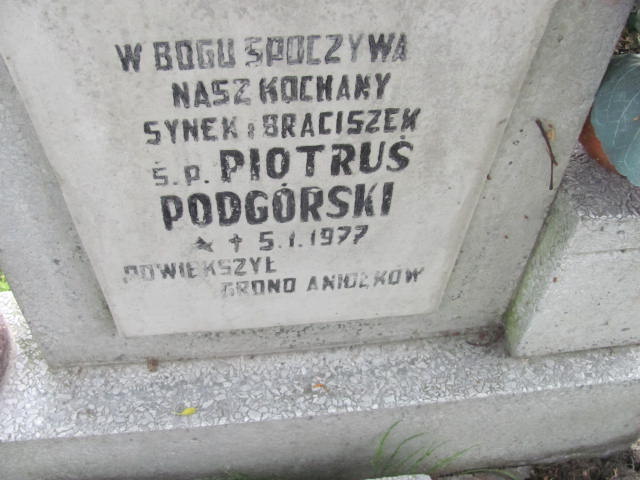 W BOGU SPOCZYWA
NASZ KOCHANY
SYNEK i BRACISZEK
Ś.P. PIOTRUŚ
PODGÓRSKI
* † 5.1.1977
POWIĘKSZYŁ
GRONO ANIOŁKÓW